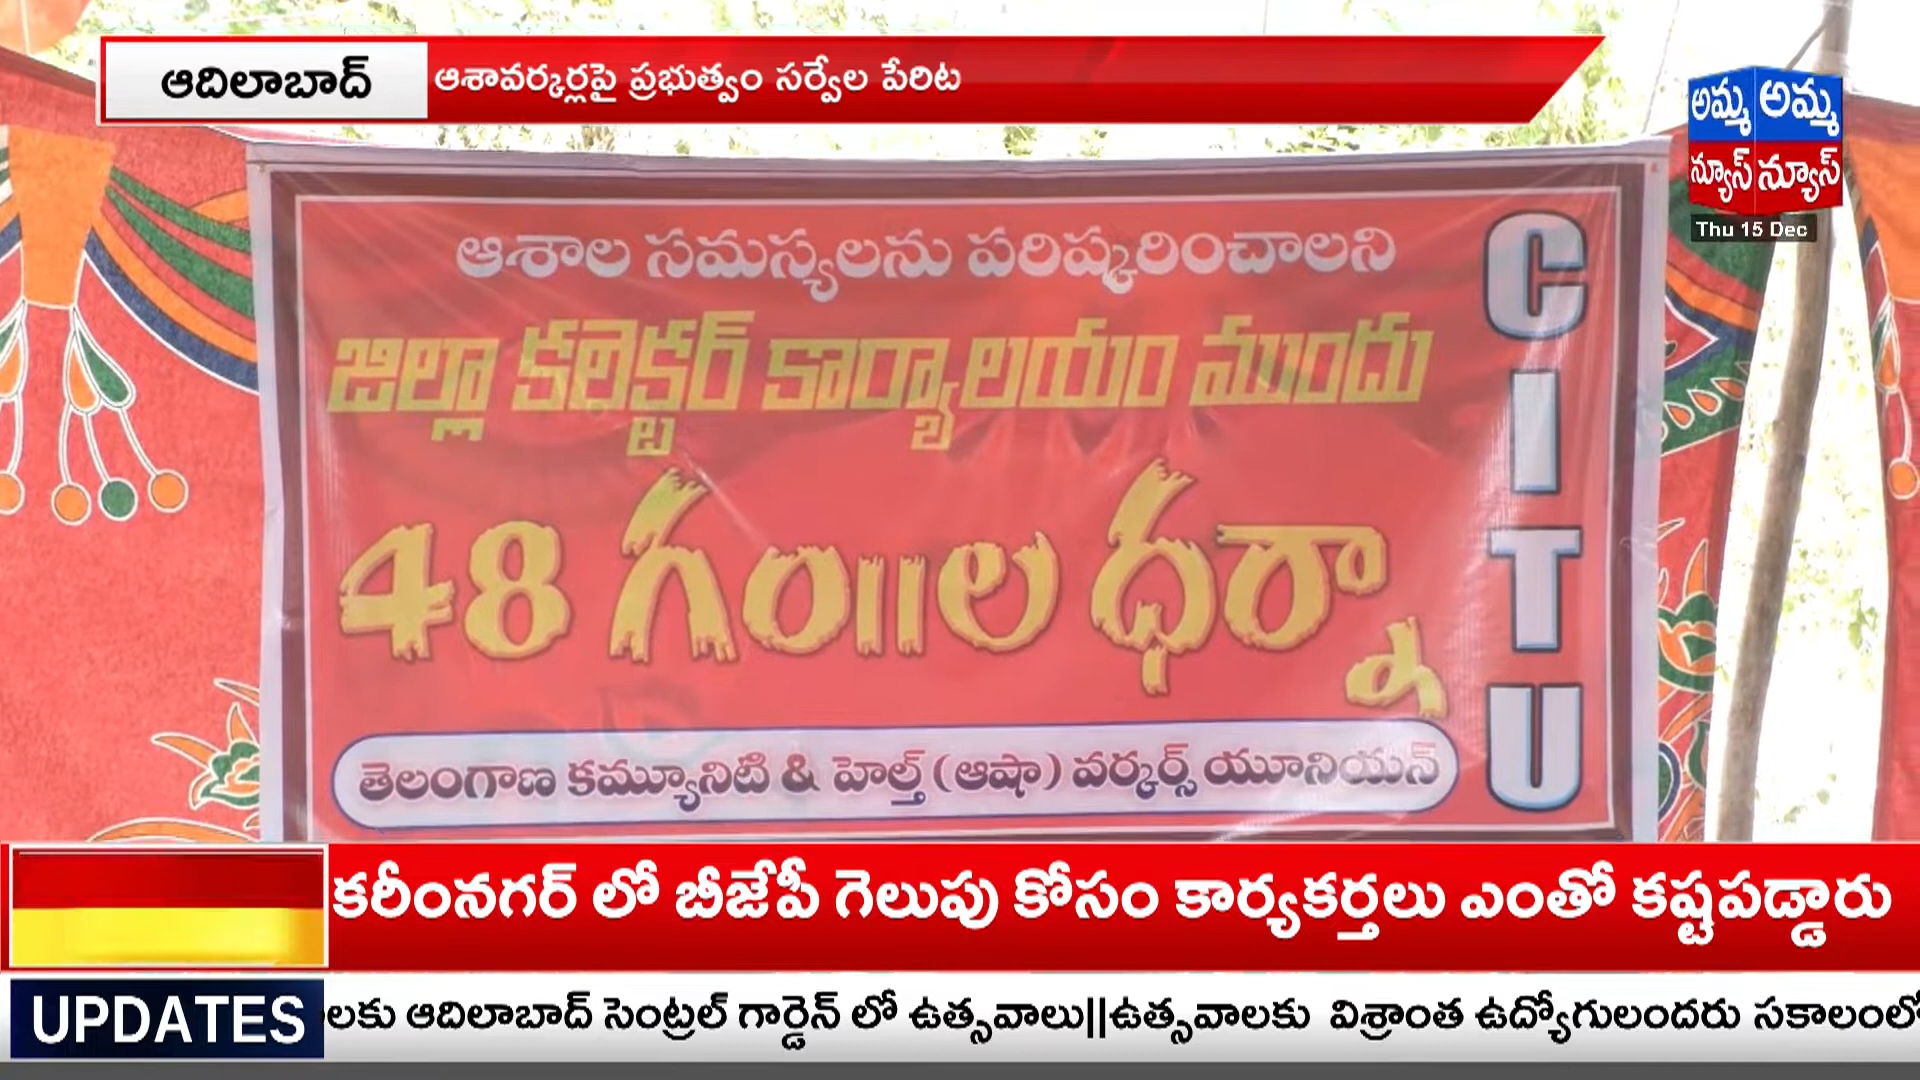 ఆదిలాబాద్
ఆశావర్కర్లపై ప్రభుత్వం సర్వేల పేరిట
అమ్మ అమ్మ
న్యూస్ న్యూస్
Thu 15 Dec
ఆశాల సమస్యలను పరిష్కరించాలని
జిల్లా కలెక్టర్ కార్యాలయం ముందు
48 గం॥ల ధర్నా
తెలంగాణ కమ్యూనిటి & హెల్త్ (ఆషా) వర్కర్స్ యూనియన్
CITU
కరీంనగర్ లో బీజేపీ గెలుపు కోసం కార్యకర్తలు ఎంతో కష్టపడ్డారు
UPDATES
లకు ఆదిలాబాద్ సెంట్రల్ గార్డెన్ లో ఉత్సవాలు||ఉత్సవాలకు విశ్రాంత ఉద్యోగులందరు సకాలంలో